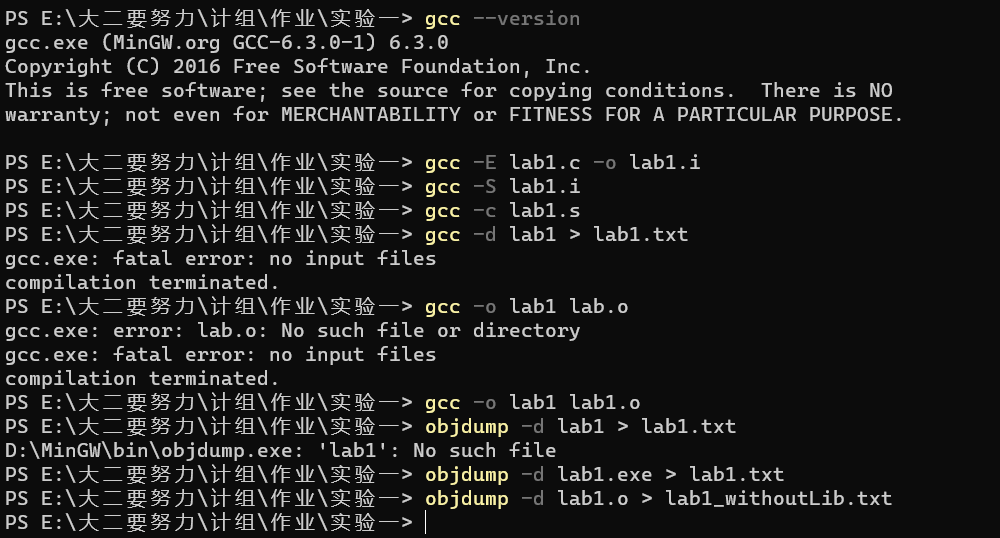 PS E:\大二要努力\计组\作业\实验一> gcc --version
gcc.exe (MinGW.org GCC-6.3.0-1) 6.3.0
Copyright (C) 2016 Free Software Foundation, Inc.
This is free software; see the source for copying conditions.  There is NO
warranty; not even for MERCHANTABILITY or FITNESS FOR A PARTICULAR PURPOSE.
PS E:\大二要努力\计组\作业\实验一> gcc -E lab1.c -o lab1.i
PS E:\大二要努力\计组\作业\实验一> gcc -S lab1.i
PS E:\大二要努力\计组\作业\实验一> gcc -c lab1.s
PS E:\大二要努力\计组\作业\实验一> gcc -d lab1 > lab1.txt
gcc.exe: fatal error: no input files
compilation terminated.
PS E:\大二要努力\计组\作业\实验一> gcc -o lab1 lab.o
gcc.exe: error: lab.o: No such file or directory
gcc.exe: fatal error: no input files
compilation terminated.
PS E:\大二要努力\计组\作业\实验一> gcc -o lab1 lab1.o
PS E:\大二要努力\计组\作业\实验一> objdump -d lab1 > lab1.txt
D:\MinGW\bin\objdump.exe: 'lab1': No such file
PS E:\大二要努力\计组\作业\实验一> objdump -d lab1.exe > lab1.txt
PS E:\大二要努力\计组\作业\实验一> objdump -d lab1.o > lab1_withoutLib.txt
PS E:\大二要努力\计组\作业\实验一>